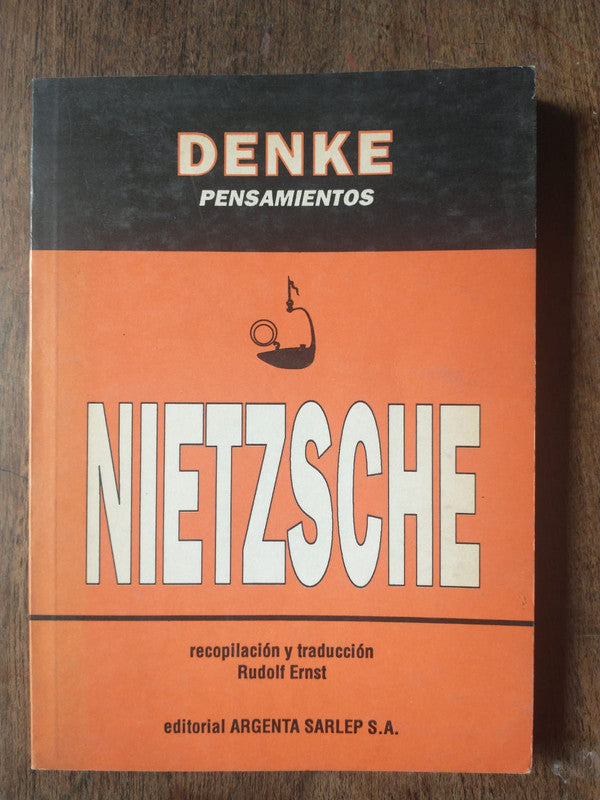 DENKE
PENSAMIENTOS
NIETZSCHE
recopilación y traducción
Rudolf Ernst
editorial ARGENTA SARLEP S.A.